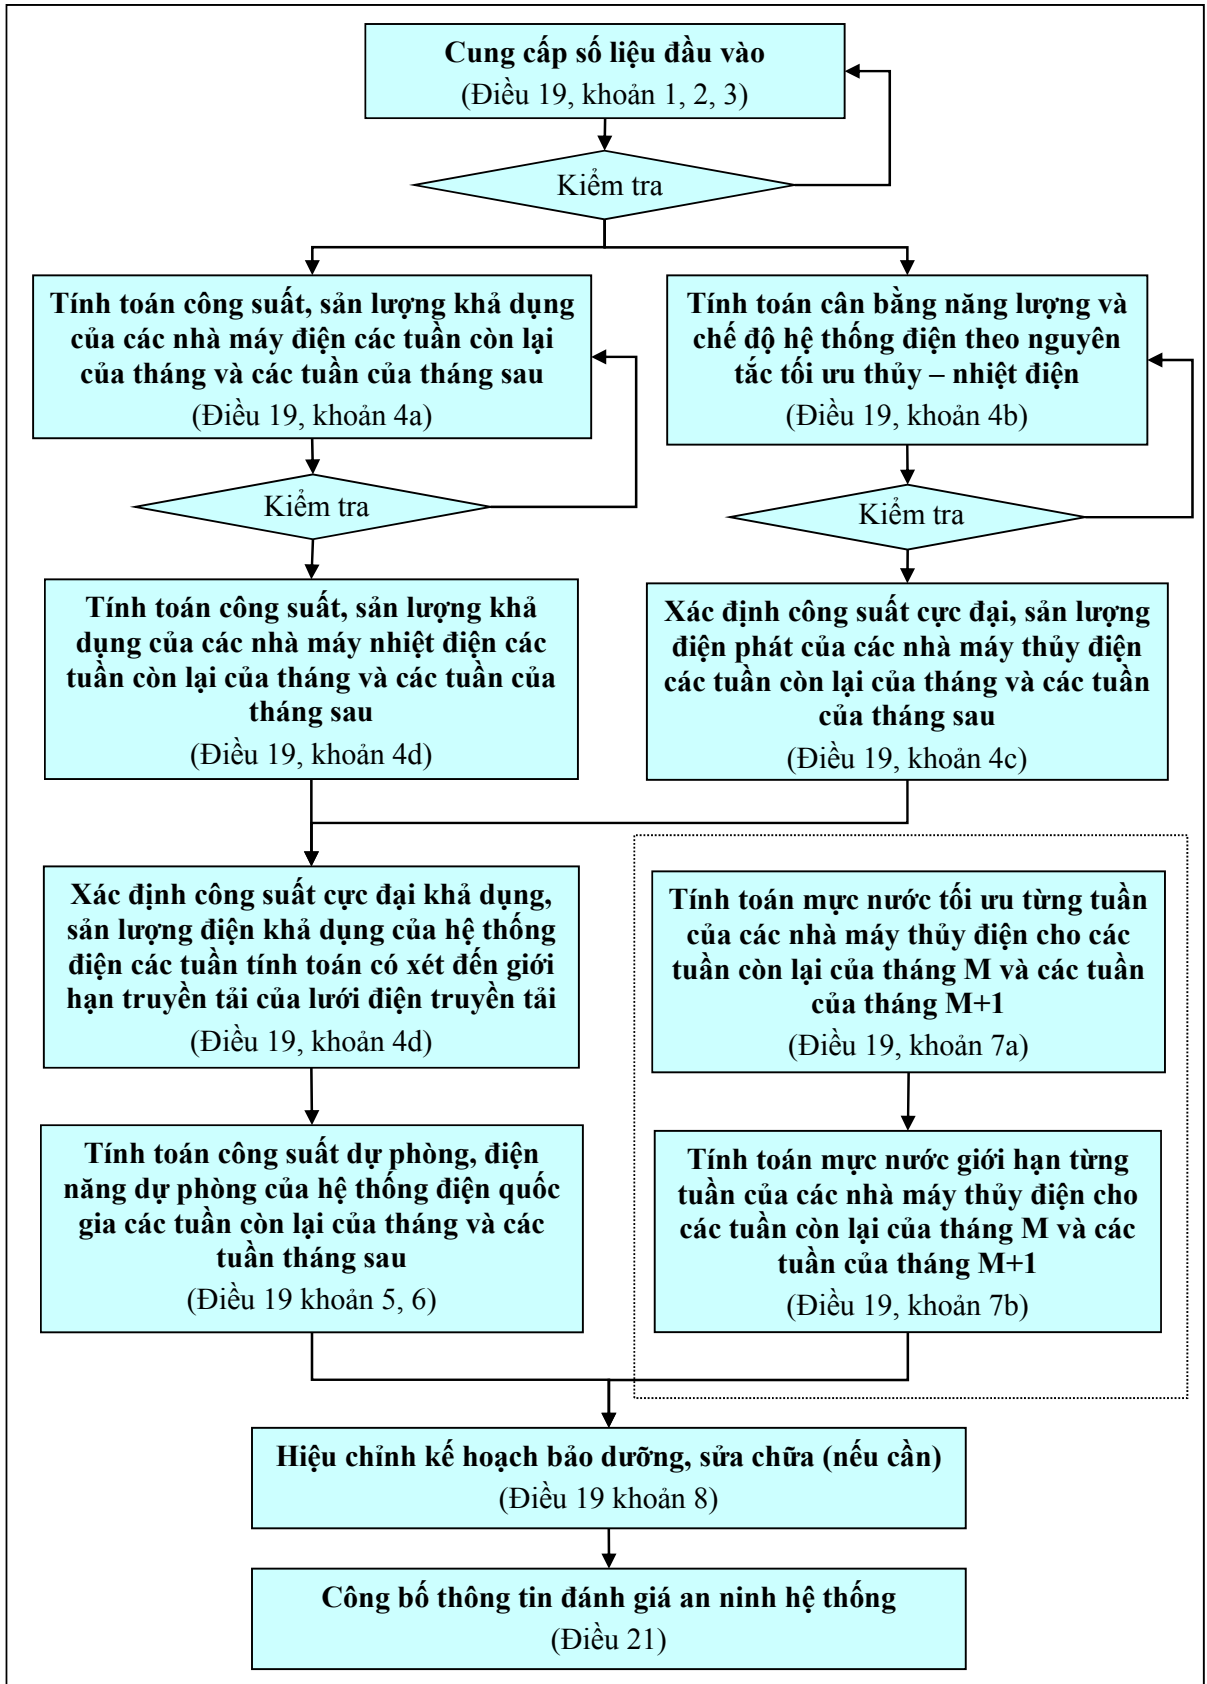 Cung cấp số liệu đầu vào
(Điều 19, khoản 1, 2, 3)
Kiểm tra
Tính toán công suất, sản lượng khả dụng
của các nhà máy điện các tuần còn lại
của tháng và các tuần của tháng sau
(Điều 19, khoản 4a)
Tính toán cân bằng năng lượng và
chế độ hệ thống điện theo nguyên
tắc tối ưu thủy – nhiệt điện
(Điều 19, khoản 4b)
Kiểm tra
Kiểm tra
Tính toán công suất, sản lượng khả
dụng của các nhà máy nhiệt điện các
tuần còn lại của tháng và các tuần của
tháng sau
(Điều 19, khoản 4d)
Xác định công suất cực đại, sản lượng
điện phát của các nhà máy thủy điện
các tuần còn lại của tháng và các tuần
của tháng sau
(Điều 19, khoản 4c)
Xác định công suất cực đại khả dụng,
sản lượng điện khả dụng của hệ thống
điện các tuần tính toán có xét đến giới
hạn truyền tải của lưới điện truyền tải
(Điều 19, khoản 4d)
Tính toán mực nước tối ưu từng tuần
của các nhà máy thủy điện cho các
tuần còn lại của tháng M và các tuần
của tháng M+1
(Điều 19, khoản 7a)
Tính toán công suất dự phòng, điện
năng dự phòng của hệ thống điện quốc
gia các tuần còn lại của tháng và các
tuần tháng sau
(Điều 19 khoản 5, 6)
Tính toán mực nước giới hạn từng
tuần của các nhà máy thủy điện cho
các tuần còn lại của tháng M và các
tuần của tháng M+1
(Điều 19, khoản 7b)
Hiệu chỉnh kế hoạch bảo dưỡng, sửa chữa (nếu cần)
(Điều 19 khoản 8)
Công bố thông tin đánh giá an ninh hệ thống
(Điều 21)